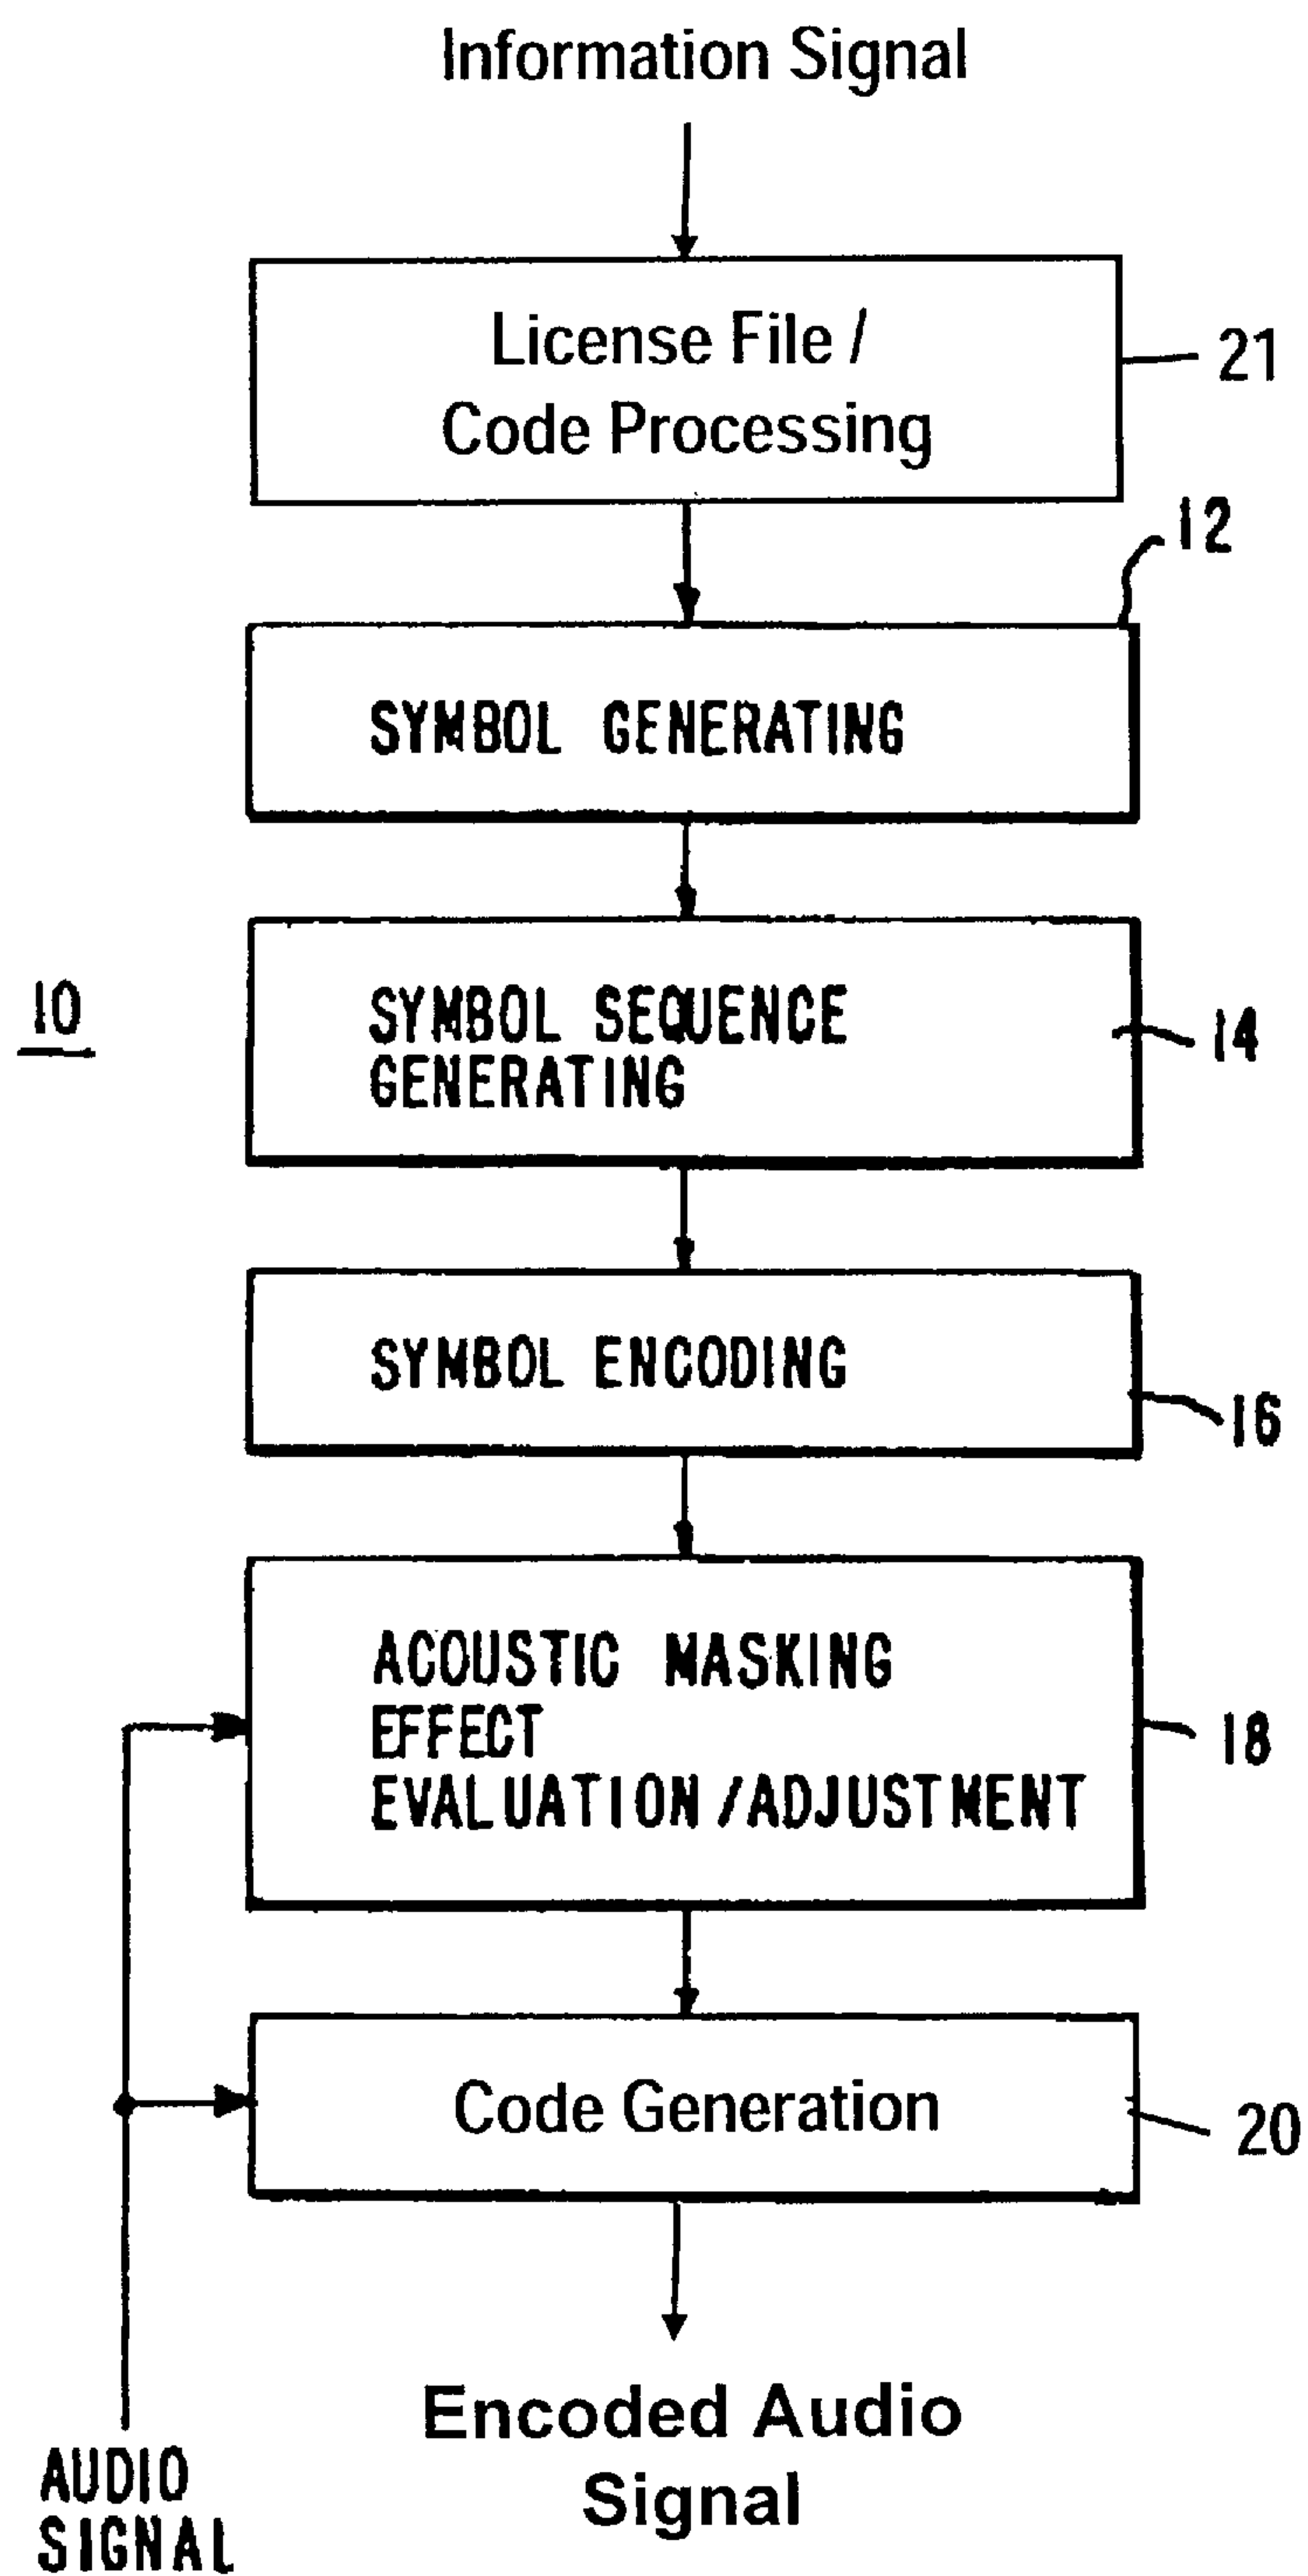 Information Signal
License File /
Code Processing
21
12
SYMBOL GENERATING
10
SYMBOL SEQUENCE
GENERATING
14
SYMBOL ENCODING
16
ACOUSTIC MASKING
EFFECT
EVALUATION/ADJUSTMENT
18
Code Generation
20
Encoded Audio
Signal
AUDIO
SIGNAL